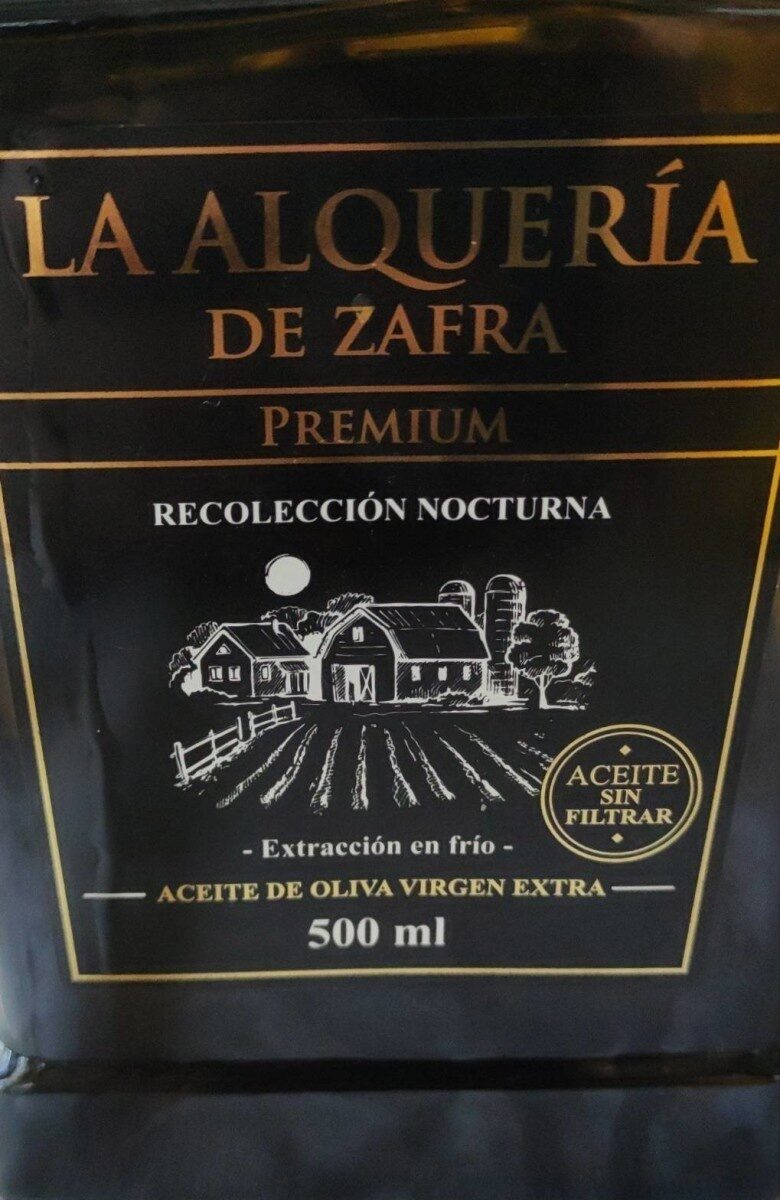 LA ALQUERÍA
DE ZAFRA
PREMIUM
RECOLECCIÓN NOCTURNA
ACEITE
SIN
FILTRAR
- Extracción en frío -
ACEITE DE OLIVA VIRGEN EXTRA
500 ml